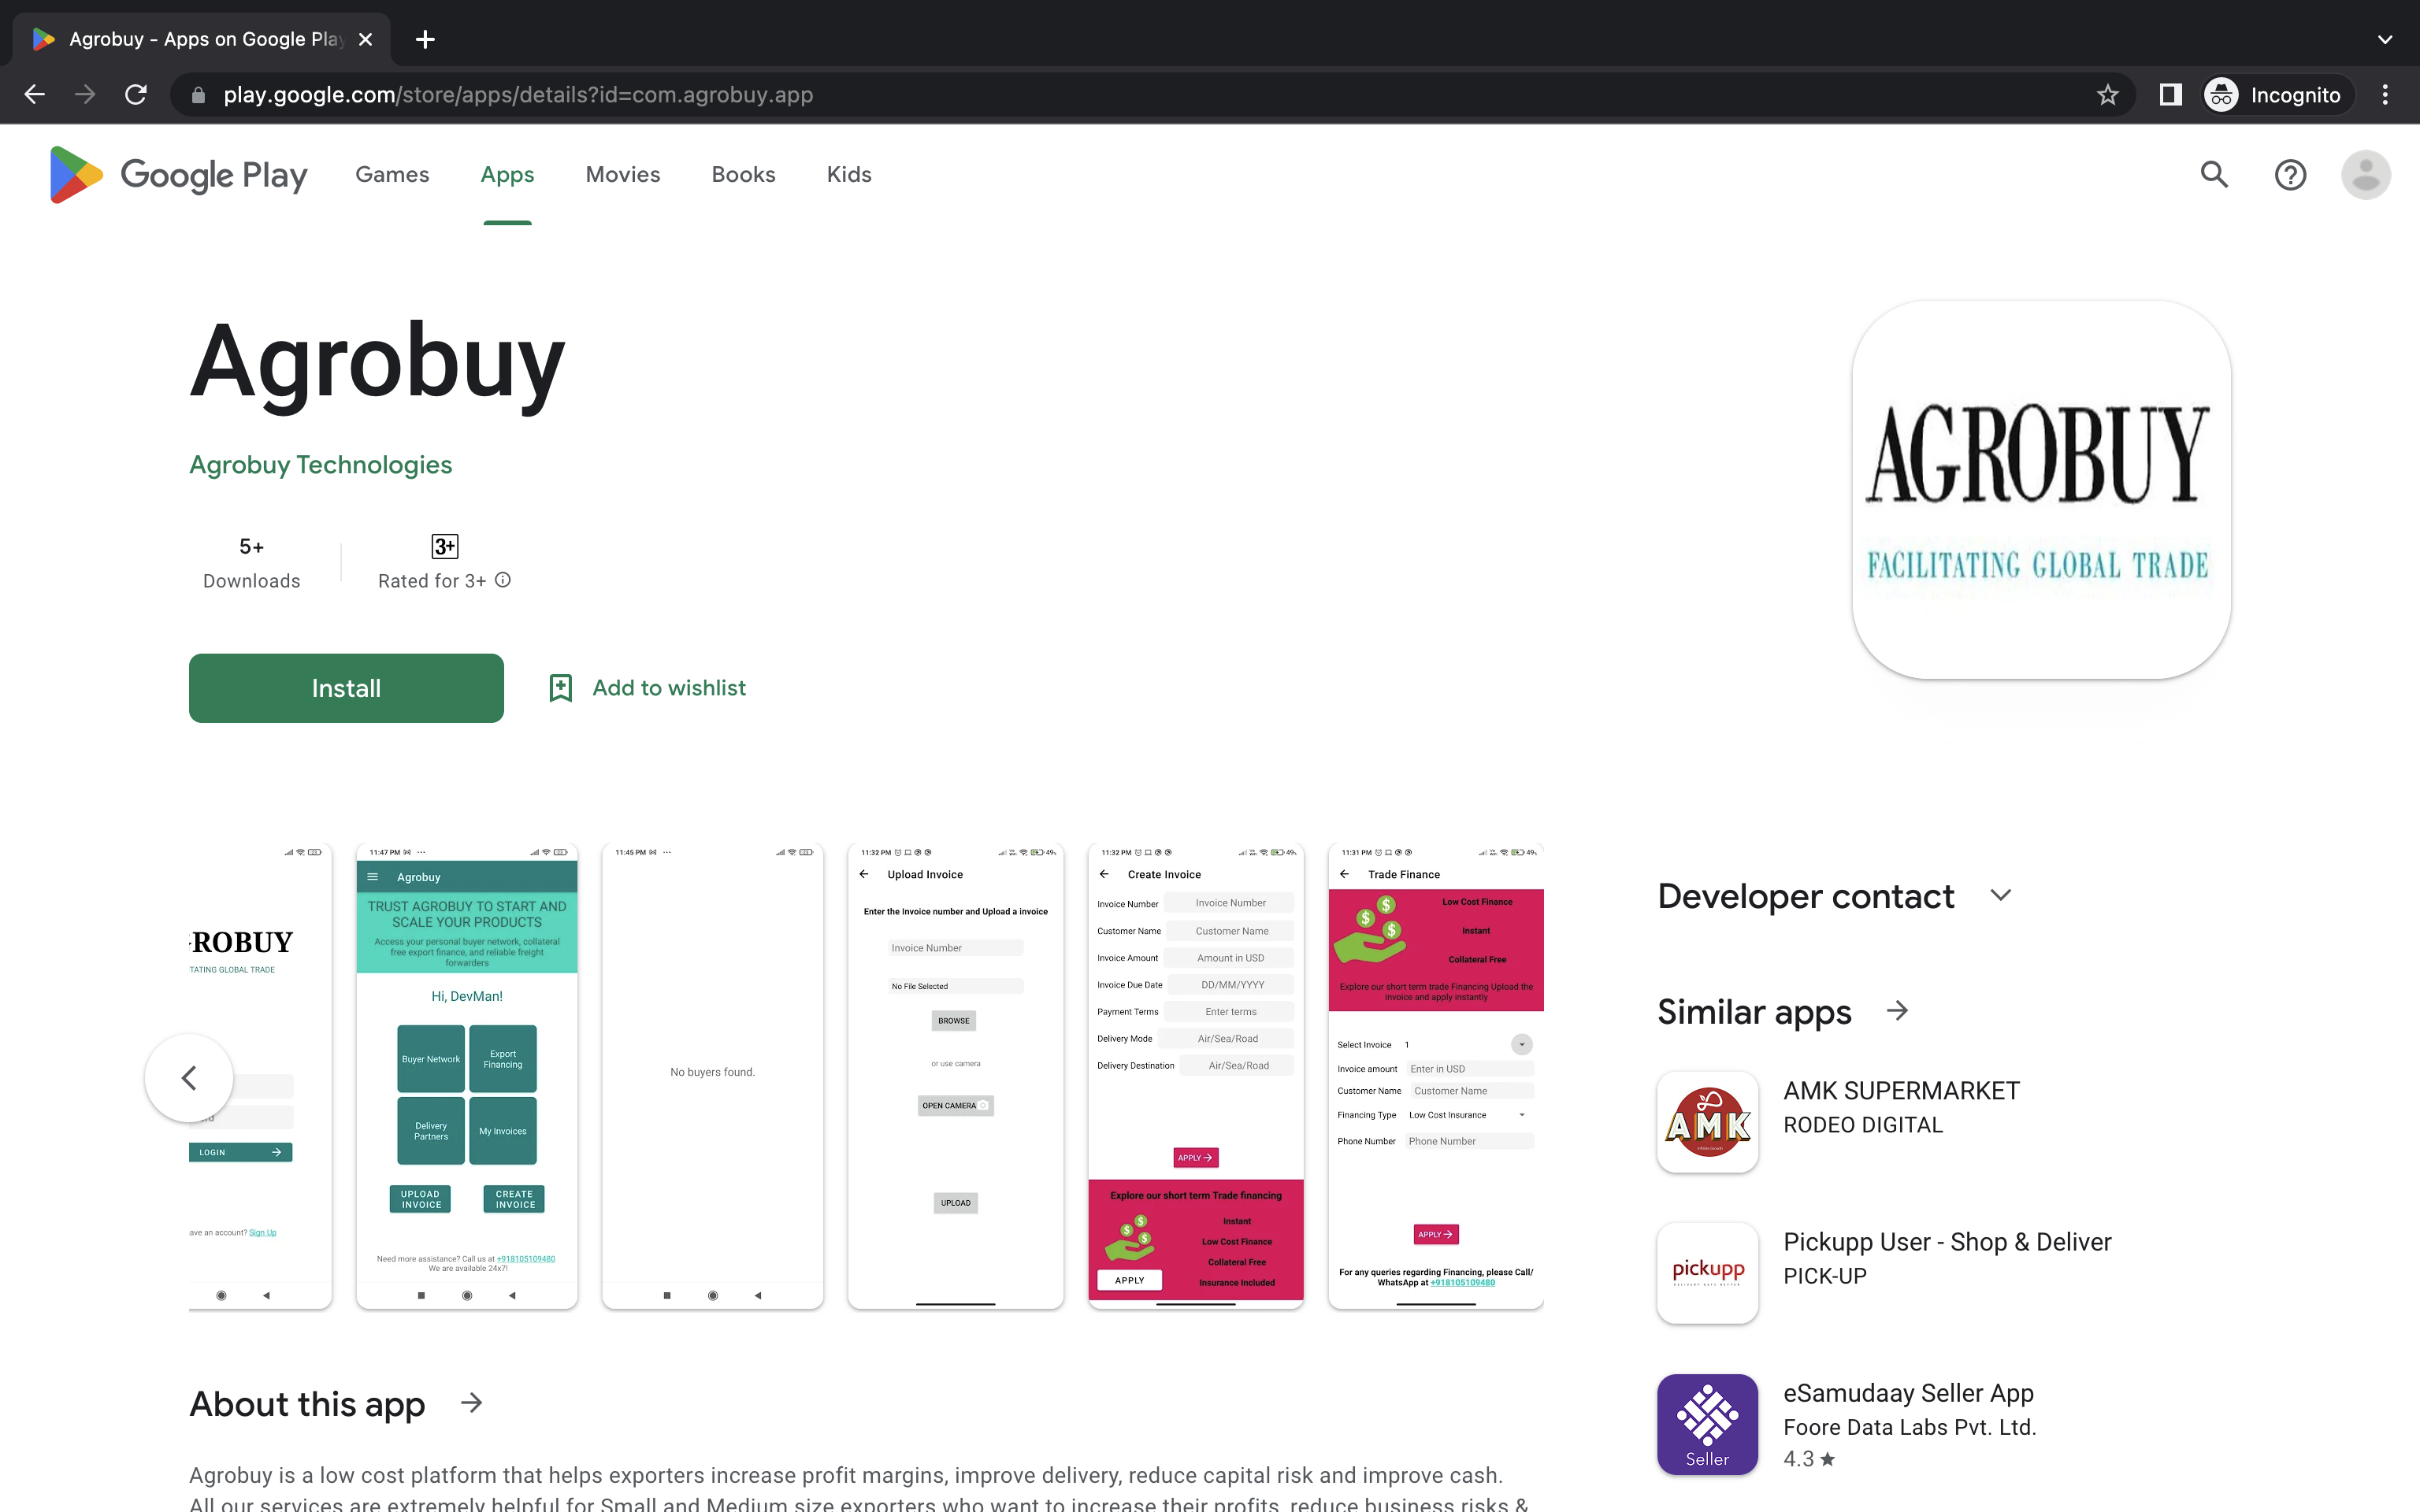 Agrobuy - Apps on Google Play
play.google.com/store/apps/details?id=com.agrobuy.app
Incognito
Google Play
Games
Apps
Movies
Books
Kids
Agrobuy
Agrobuy Technologies
5+
Downloads
3+
Rated for 3+
Install
Add to wishlist
AGROBUY
FACILITATING GLOBAL TRADE
ROBUY
TATING GLOBAL TRADE
LOGIN
ave an account? Sign Up
11:47 PM
Agrobuy
TRUST AGROBUY TO START AND
SCALE YOUR PRODUCTS
Access your personal buyer network, collateral
free export finance, and reliable freight
forwarders
Hi, DevMan!
Buyer Network
Export
Financing
Delivery
Partners
My Invoices
UPLOAD
INVOICE
CREATE
INVOICE
Need more assistance? Call us at +918105109480
We are available 24x7!
11:45 PM
No buyers found.
11:32 PM
49%
Upload Invoice
Enter the Invoice number and Upload a invoice
Invoice Number
No File Selected
BROWSE
or use camera
OPEN CAMERA
UPLOAD
11:32 PM
49%
Create Invoice
Invoice Number
Invoice Number
Customer Name
Customer Name
Invoice Amount
Amount in USD
Invoice Due Date
DD/MM/YYYY
Payment Terms
Enter terms
Delivery Mode
Air/Sea/Road
Delivery Destination
Air/Sea/Road
APPLY
Explore our short term Trade financing
Instant
Low Cost Finance
Collateral Free
Insurance Included
APPLY
11:31 PM
49%
Trade Finance
Low Cost Finance
Instant
Collateral Free
Explore our short term trade Financing Upload the
invoice and apply instantly
Select Invoice 1
Invoice amount
Enter in USD
Customer Name
Customer Name
Financing Type
Low Cost Insurance
Phone Number
Phone Number
APPLY
For any queries regarding Financing, please Call/
WhatsApp at +918105109480
Developer contact
Similar apps
AMK
AMK SUPERMARKET
RODEO DIGITAL
pickupp
Pickupp User - Shop & Deliver
PICK-UP
Seller
eSamudaay Seller App
Foore Data Labs Pvt. Ltd.
4.3
About this app
Agrobuy is a low cost platform that helps exporters increase profit margins, improve delivery, reduce capital risk and improve cash.
All our services are extremely helpful for Small and Medium size exporters who want to increase their profits, reduce business risks &